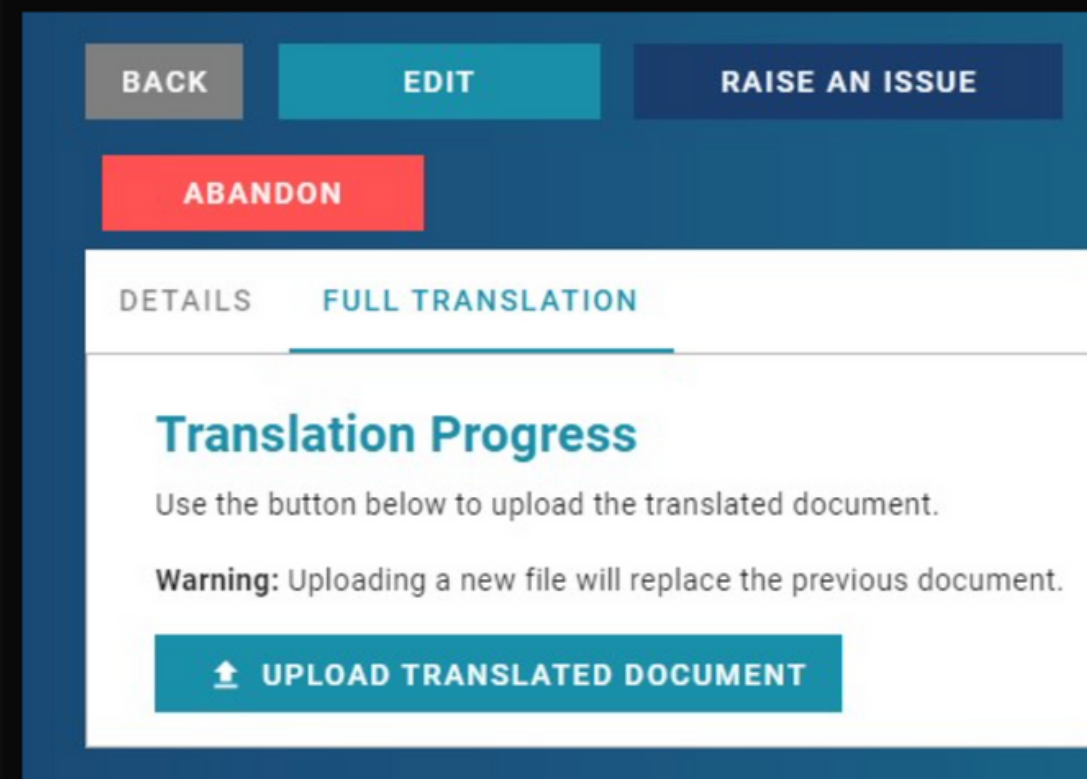 BACK
EDIT
RAISE AN ISSUE
ABANDON
DETAILS
FULL TRANSLATION
Translation Progress
Use the button below to upload the translated document.
Warning: Uploading a new file will replace the previous document.
UPLOAD TRANSLATED DOCUMENT